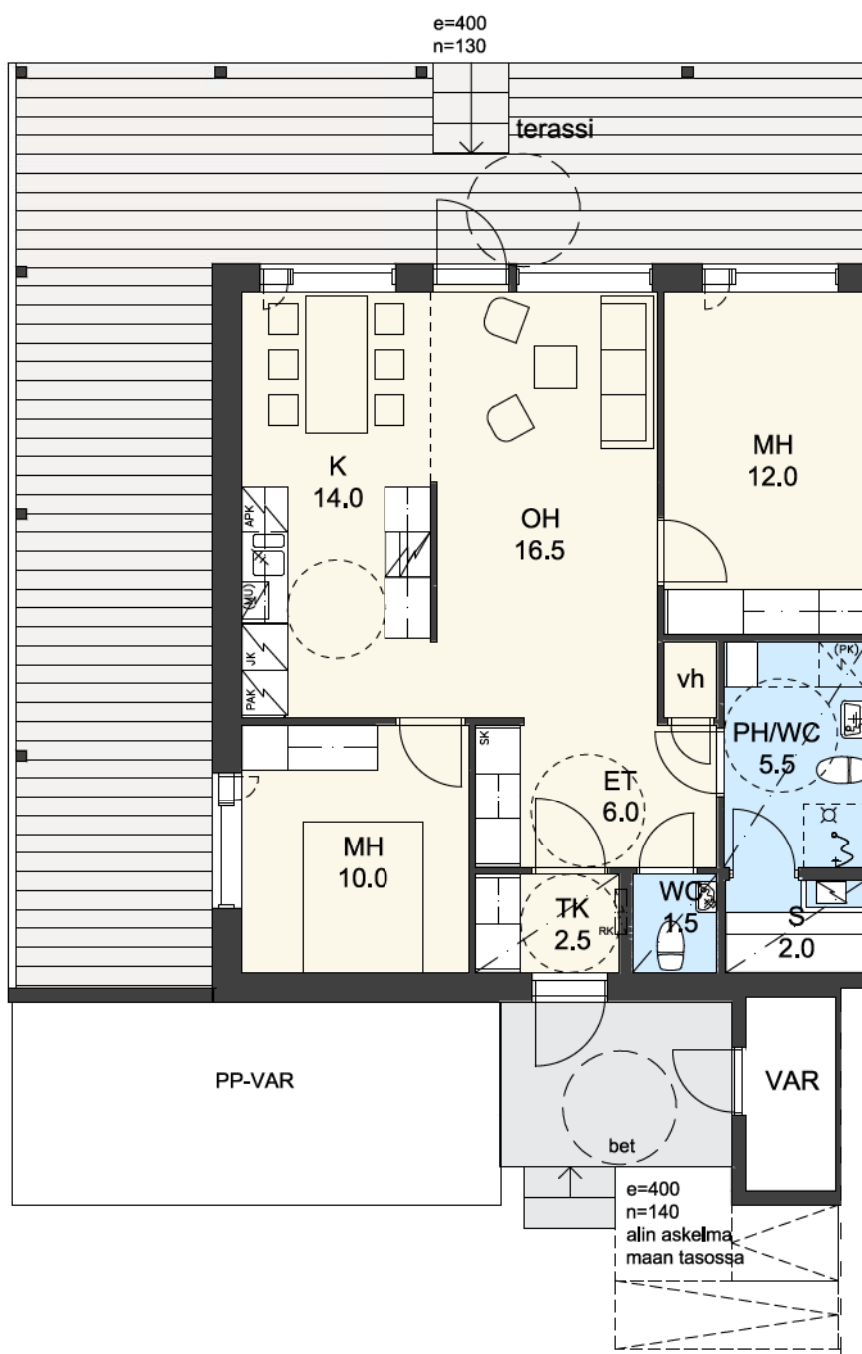 e=400
n=130
terassi
K
14.0
OH
16.5
MH
12.0
APK
(MU)
JK
PAK
vh
(PK)
PH/WC
5.5
SK
ET
6.0
MH
10.0
TK
2.5
RK
WC
1.5
S
2.0
PP-VAR
VAR
bet
e=400
n=140
alin askelma
maan tasossa